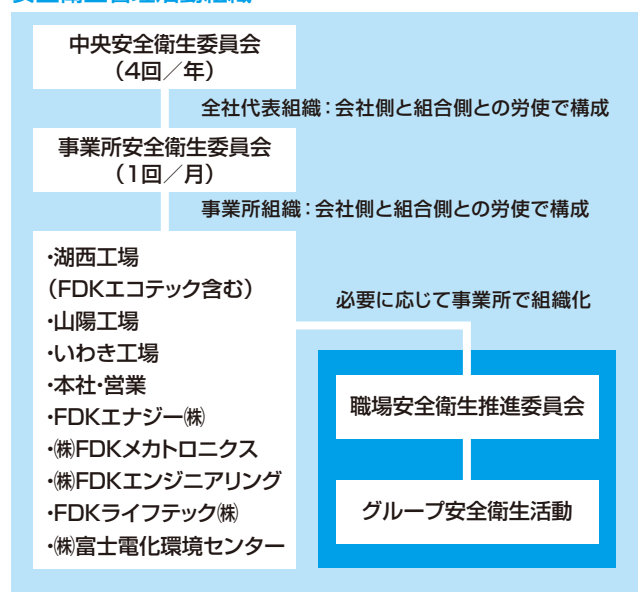 中央安全衛生委員会
（4回／年）
全社代表組織：会社側と組合側との労使で構成
事業所安全衛生委員会
（1回／月）
事業所組織：会社側と組合側との労使で構成
・湖西工場
（FDKエコテック含む）
・山陽工場
・いわき工場
・本社・営業
・FDKエナジー㈱
・㈱FDKメカトロニクス
・㈱FDKエンジニアリング
・FDKライフテック㈱
・㈱富士電化環境センター
必要に応じて事業所で組織化
職場安全衛生推進委員会
グループ安全衛生活動